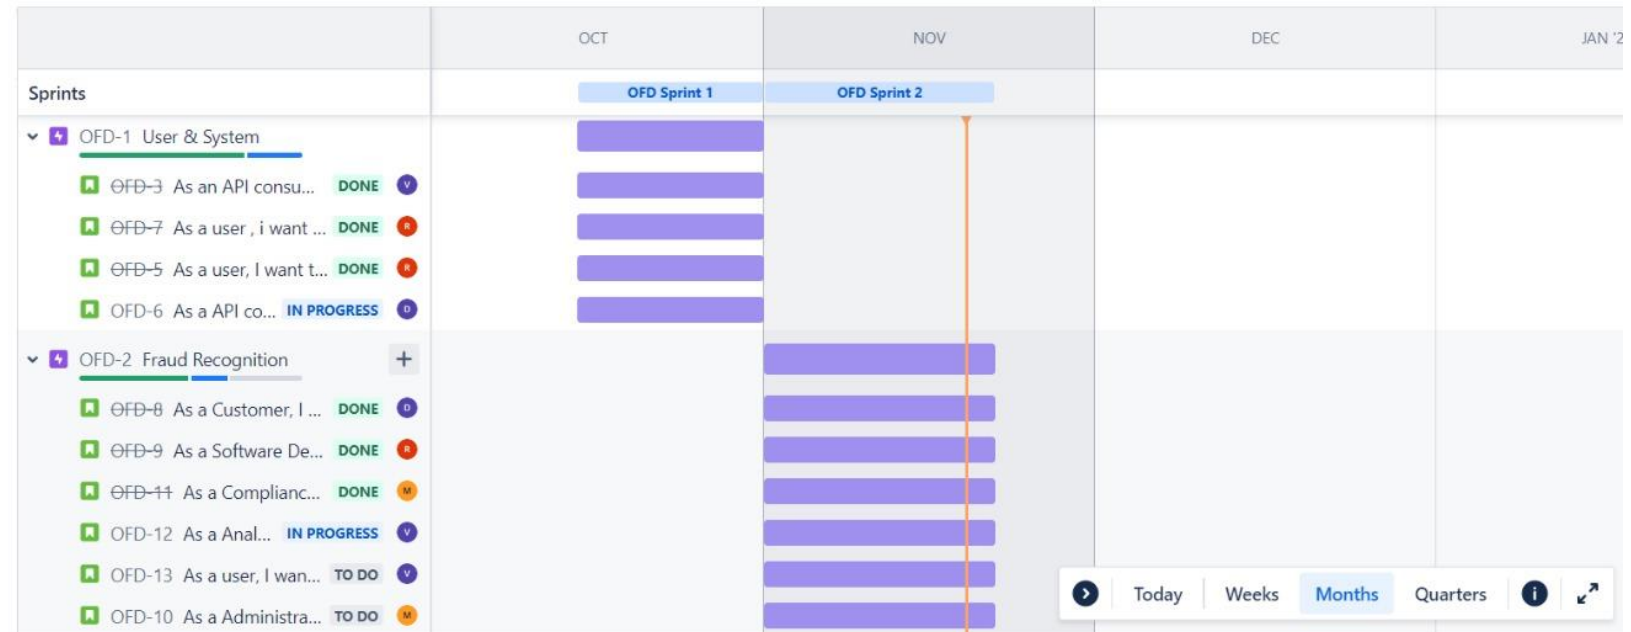 OCT NOV DEC JAN '2
Sprints OFD Sprint 1 OFD Sprint 2
OFD-1 User & System
OFD-3 As an API consu... DONE V
OFD-7 As a user , i want ... DONE R
OFD-5 As a user, I want t... DONE R
OFD-6 As a API co... IN PROGRESS D
OFD-2 Fraud Recognition +
OFD-8 As a Customer, I ... DONE D
OFD-9 As a Software De... DONE R
OFD-11 As a Complianc... DONE M
OFD-12 As a Anal... IN PROGRESS V
OFD-13 As a user, I wan... TO DO V
OFD-10 As a Administra... TO DO M
Today Weeks Months Quarters i